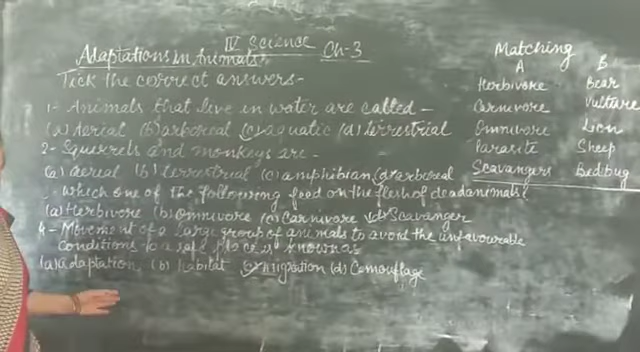 IV Science
Adaptations in Animals Ch-3
Tick the correct answers-
1- Animals that live in water are called -
(a) Aerial (b) arboreal (c) aquatic (d) terrestrial
2- Squirrels and monkeys are -
(a) aerial (b) terrestrial (c) amphibian (d) arboreal
Which one of the following feed on the flesh of dead animals?
(a) Herbivore (b) Omnivore (c) Carnivore (d) Scavanger
4- Movement of a large group of animals to avoid the unfavourable
conditions to a safe place is known as
(a) adaptation (b) habitat (c) migration (d) Camouflage
Matching
A B
Herbivore Bear
Carnivore Vulture
Omnivore Lion
Parasite Sheep
Scavangers Bedbug